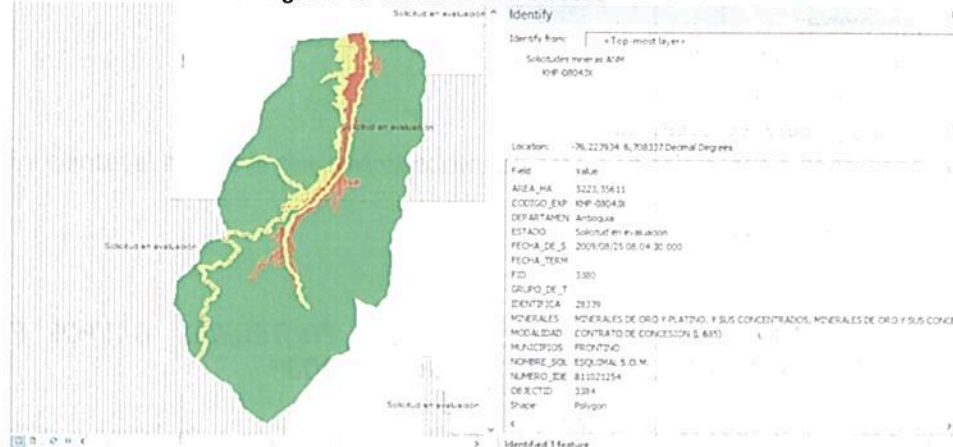 Solicitud en evaluación
Solicitud en evaluación
Solicitud en evaluación
Solicitud en evaluación
Identify
Identify from: <Top-most layer>
Solicitudes mineras ANM
KHP-08043X
Location: -76,223934 6,708337 Decimal Degrees
Field Value
AREA_HA 5223,35611
CODIGO_EXP KHP-08043X
DEPARTAMEN Antioquia
ESTADO Solicitud en evaluación
FECHA_DE_S 2009/08/25 08:04:30.000
FECHA_TERM
FID 3380
GRUPO_DE_T
IDENTIFICA 28339
MINERALES MINERALES DE ORO Y PLATINO, Y SUS CONCENTRADOS, MINERALES DE ORO Y SUS CONCE
MODALIDAD CONTRATO DE CONCESION (L 685)
MUNICIPIOS FRONTINO
NOMBRE_SOL ESQUIMAL S.O.M.
NUMERO_IDE 811021254
OBJECTID 3384
Shape Polygon
Identified 1 feature